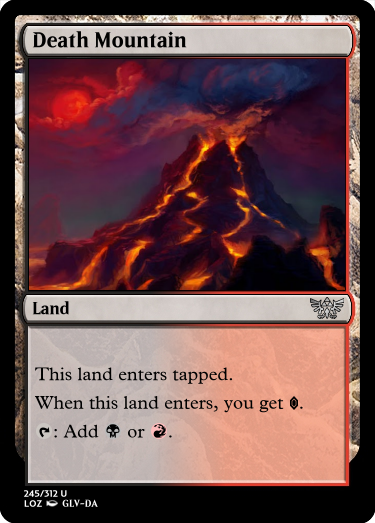 Death Mountain
Land
This land enters tapped.
When this land enters, you get .
: Add or .
245/312 U
LOZ GLV-DA